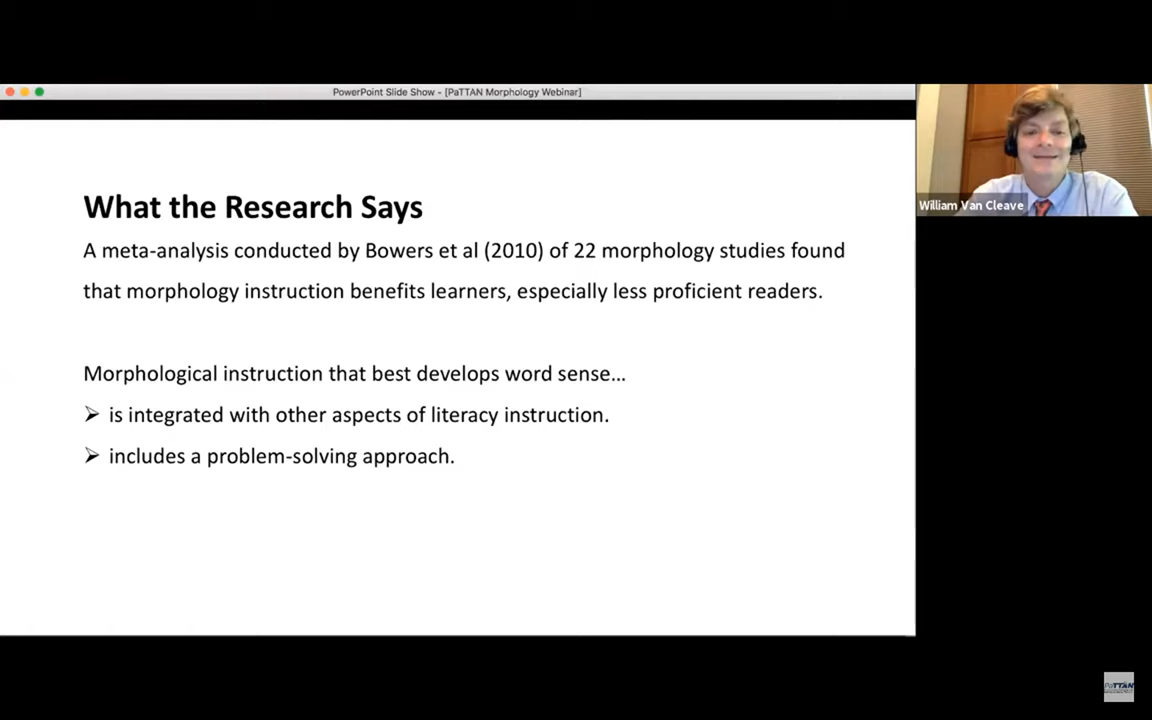 PowerPoint Slide Show - [PaTTAN Morphology Webinar]
William Van Cleave
What the Research Says
A meta-analysis conducted by Bowers et al (2010) of 22 morphology studies found
that morphology instruction benefits learners, especially less proficient readers.
Morphological instruction that best develops word sense...
➢ is integrated with other aspects of literacy instruction.
➢ includes a problem-solving approach.
PaTTAN